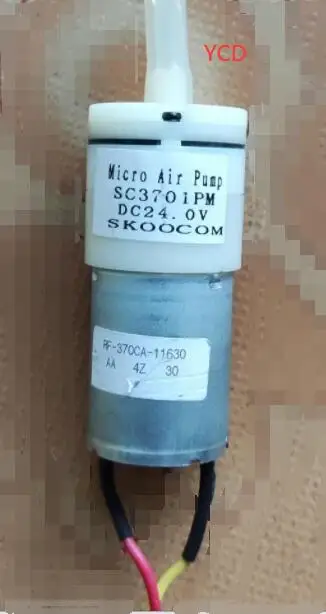 YCD
Micro Air Pump
SC3701PM
DC24.0V
SKOOCOM
RF-370CA-11630
AA 4Z 30